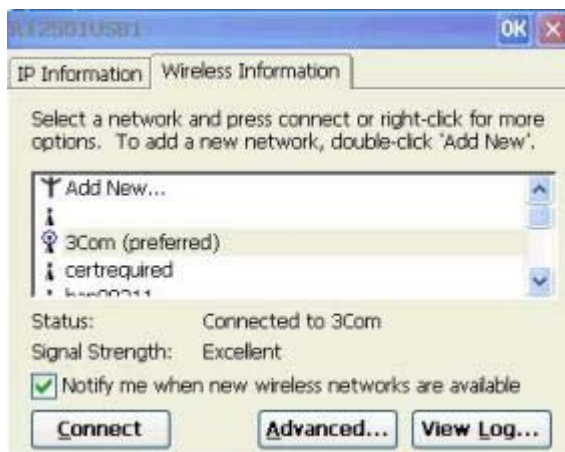 RT2501USB1
OK
IP Information
Wireless Information
Select a network and press connect or right-click for more
options. To add a new network, double-click 'Add New'.
Add New...
3Com (preferred)
certrequired
Status: Connected to 3Com
Signal Strength: Excellent
Notify me when new wireless networks are available
Connect
Advanced...
View Log...